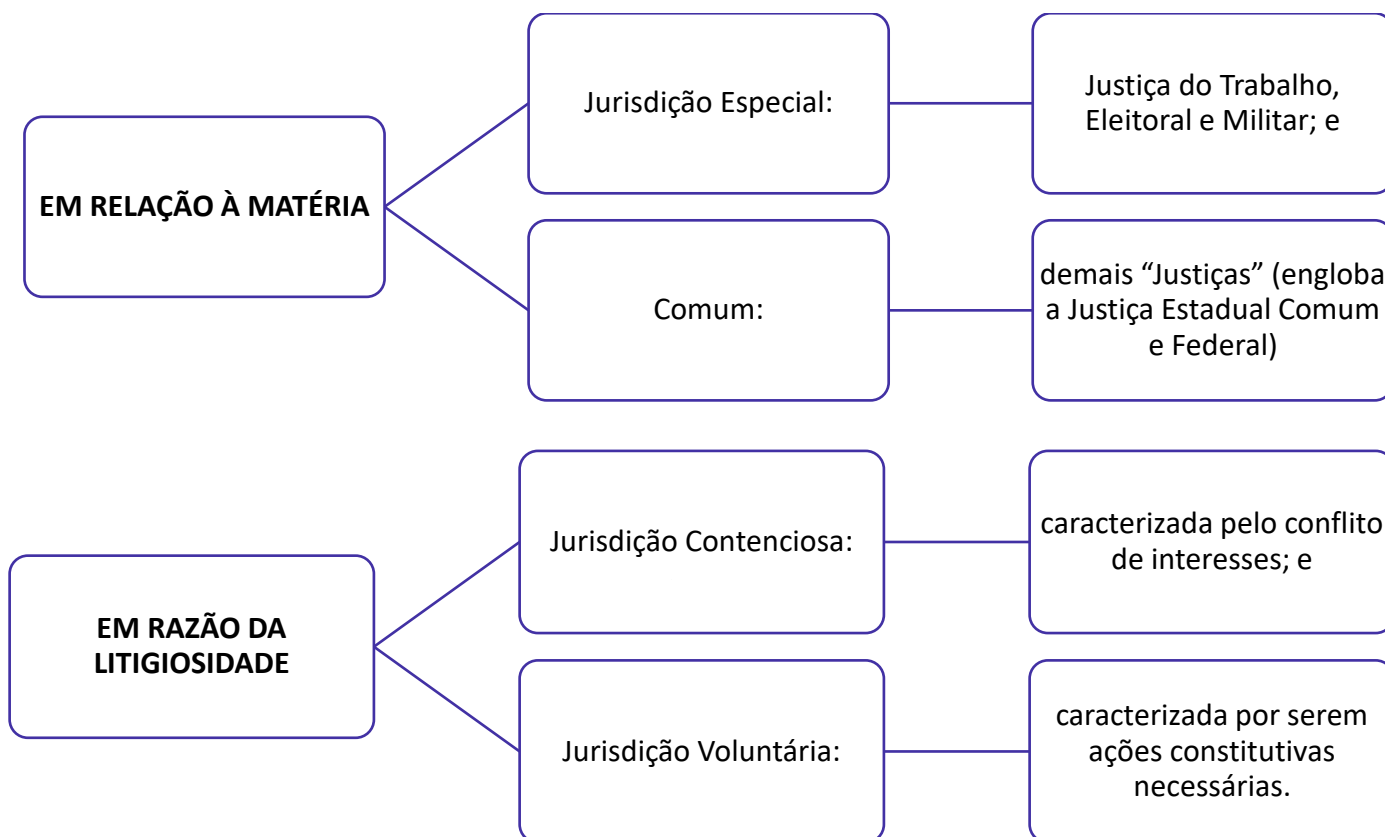 EM RELAÇÃO À MATÉRIA
Jurisdição Especial:
Justiça do Trabalho,
Eleitoral e Militar; e
Comum:
demais “Justiças” (engloba
a Justiça Estadual Comum
e Federal)
EM RAZÃO DA
LITIGIOSIDADE
Jurisdição Contenciosa:
caracterizada pelo conflito
de interesses; e
Jurisdição Voluntária:
caracterizada por serem
ações constitutivas
necessárias.